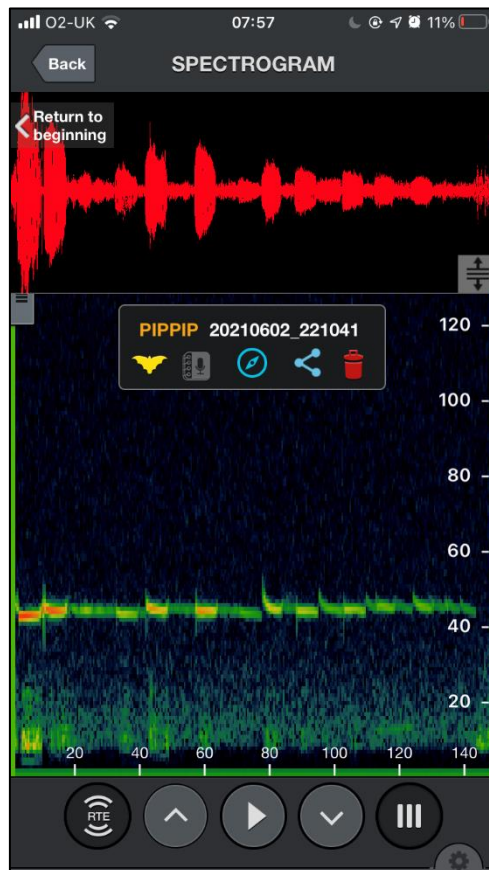 O2-UK 07:57 11%
Back SPECTROGRAM
Return to
beginning
PIPPIP 20210602_221041
120
100
80
60
40
20
20 40 60 80 100 120 140
RTE